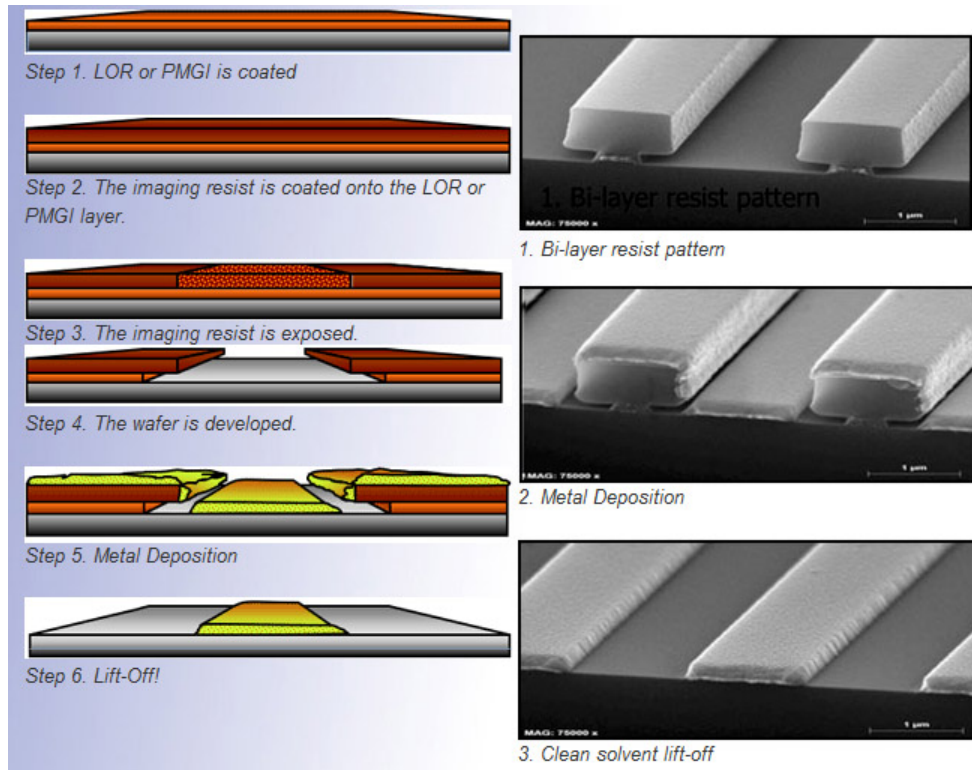 Step 1. LOR or PMGI is coated
Step 2. The imaging resist is coated onto the LOR or
PMGI layer.
Step 3. The imaging resist is exposed.
Step 4. The wafer is developed.
Step 5. Metal Deposition
Step 6. Lift-Off!
1. Bi-layer resist pattern
MAG: 75000 x
1 µm
1. Bi-layer resist pattern
MAG: 75000 x
1 µm
2. Metal Deposition
MAG: 75000 x
1 µm
3. Clean solvent lift-off